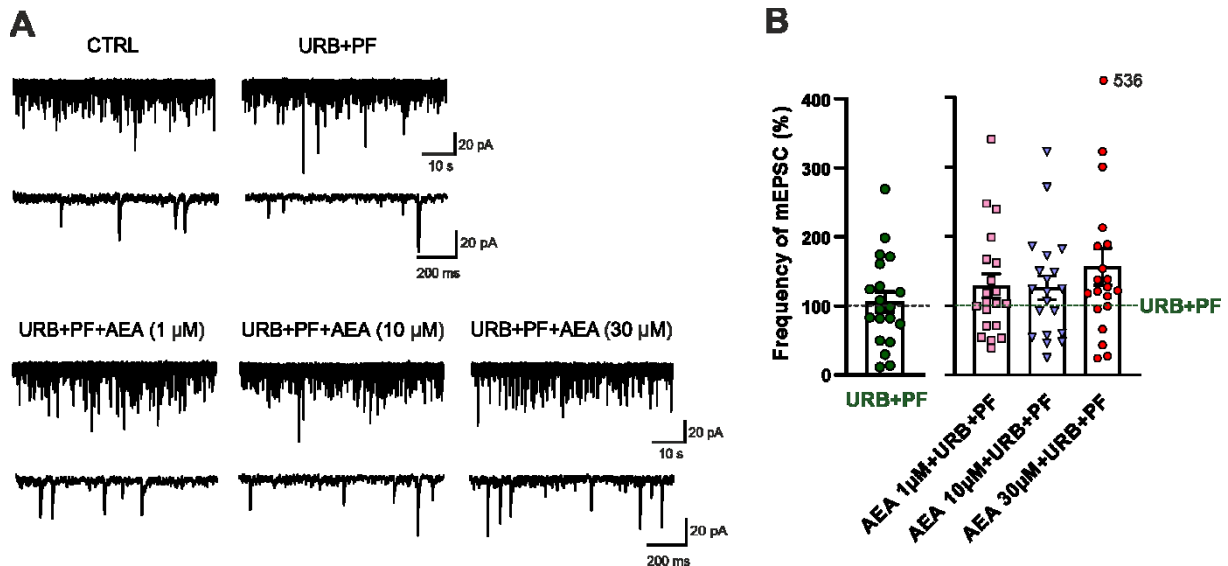 A
CTRL
URB+PF
20 pA
10 s
20 pA
200 ms
URB+PF+AEA (1 µM)
URB+PF+AEA (10 µM)
URB+PF+AEA (30 µM)
20 pA
10 s
20 pA
200 ms
B
Frequency of mEPSC (%)
400
300
200
100
0
536
URB+PF
URB+PF
AEA 1µM+URB+PF
AEA 10µM+URB+PF
AEA 30µM+URB+PF